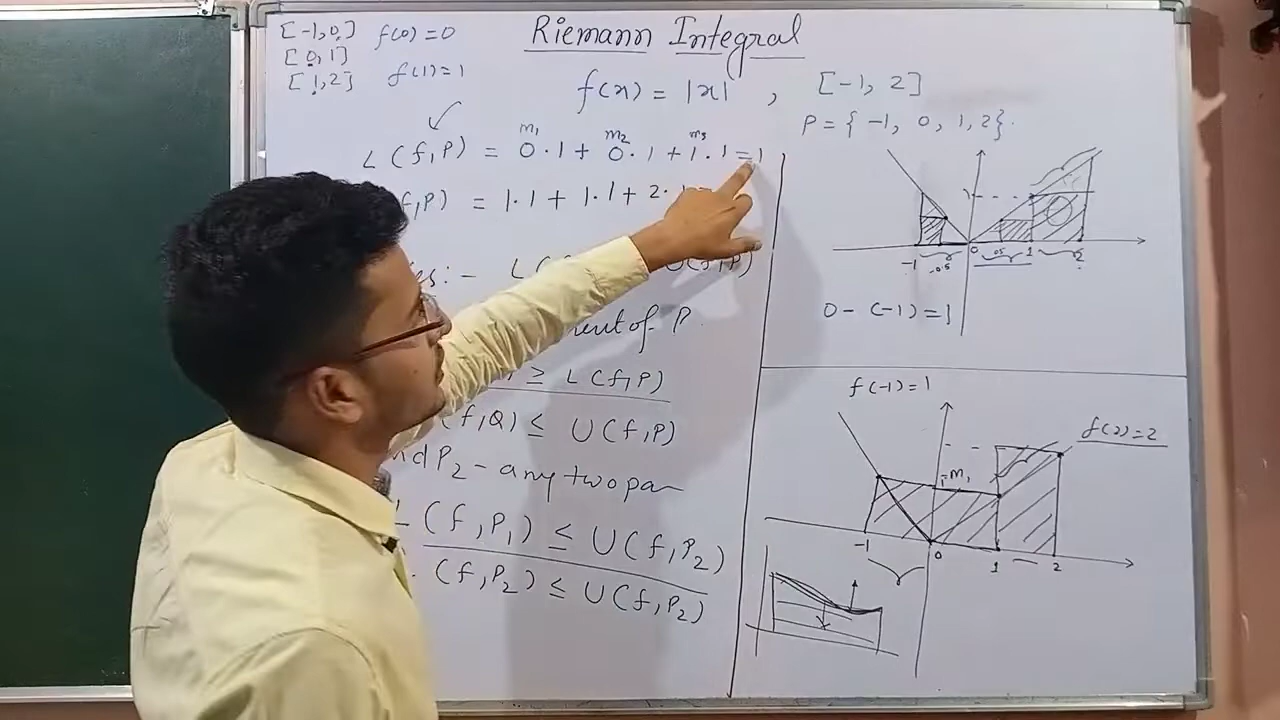 [-1,0] f(0)=0
[0,1]
[1,2] f(1)=1
Riemann Integral
f(x) = |x| , [-1, 2]
P = { -1, 0, 1, 2}.
m₁ m₂ m₃
L (f,P) = 0.1 + 0.1 + 1.1 = 1
f,P) = 1.1 + 1.1 + 2.
es:- U(f,P)
of P.
≥ L(f,P)
(f,Q) ≤ U(f,P)
nd P₂ - any two pa
L (f,P₁) ≤ U(f,P₂)
(f,P₂) ≤ U(f,P₂)
1
-1 0 1 2
.05 .05
0 - (-1) = 1
f(-1)=1
f(2)=2
m₁
-1 0 1 2